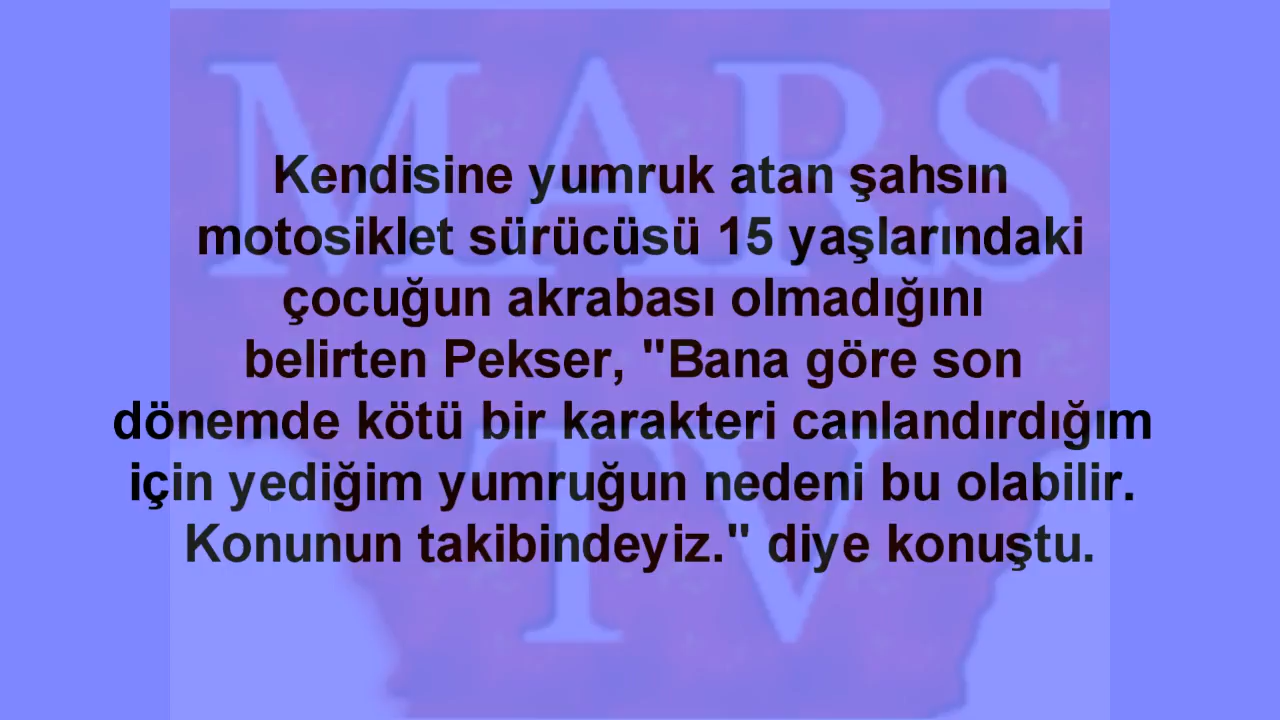 MARS
Kendisine yumruk atan şahsın
motosiklet sürücüsü 15 yaşlarındaki
çocuğun akrabası olmadığını
belirten Pekser, "Bana göre son
dönemde kötü bir karakteri canlandırdığım
için yediğim yumruğun nedeni bu olabilir.
Konunun takibindeyiz." diye konuştu.
TV